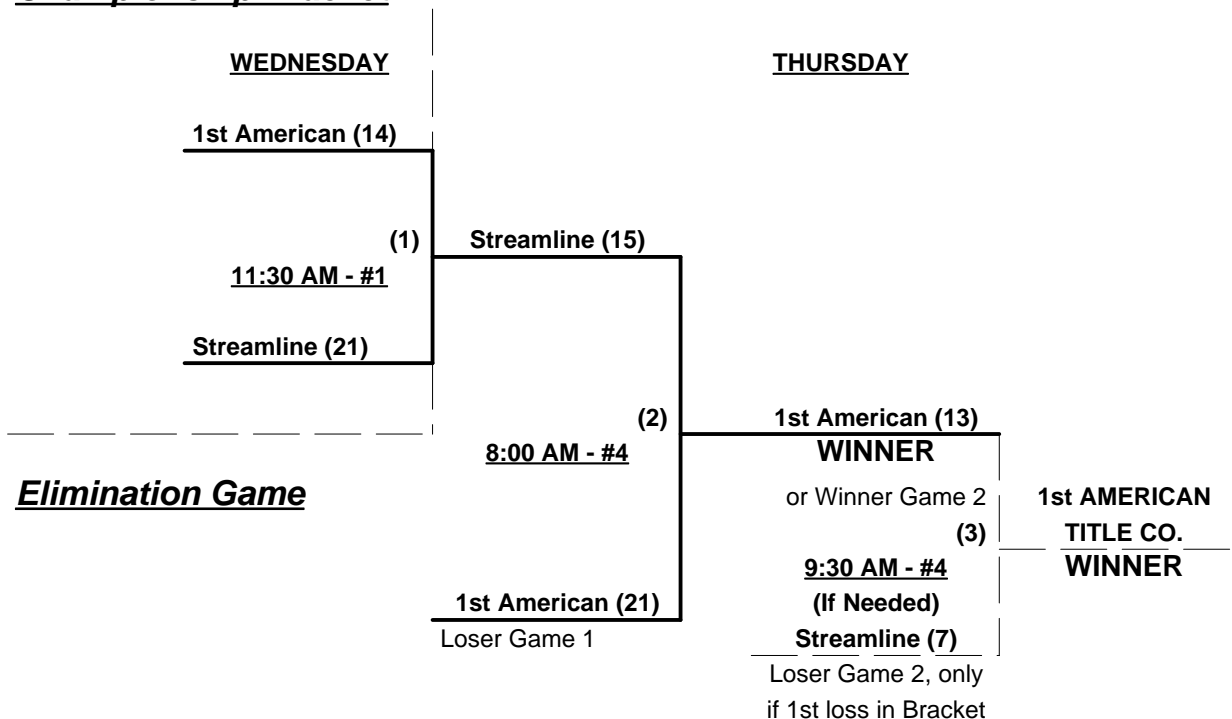 WEDNESDAY
THURSDAY
1st American (14)
(1)
Streamline (15)
11:30 AM - #1
Streamline (21)
(2)
1st American (13)
8:00 AM - #4
WINNER
Elimination Game
or Winner Game 2
1st AMERICAN
(3)
TITLE CO.
9:30 AM - #4
WINNER
1st American (21)
(If Needed)
Loser Game 1
Streamline (7)
Loser Game 2, only
if 1st loss in Bracket